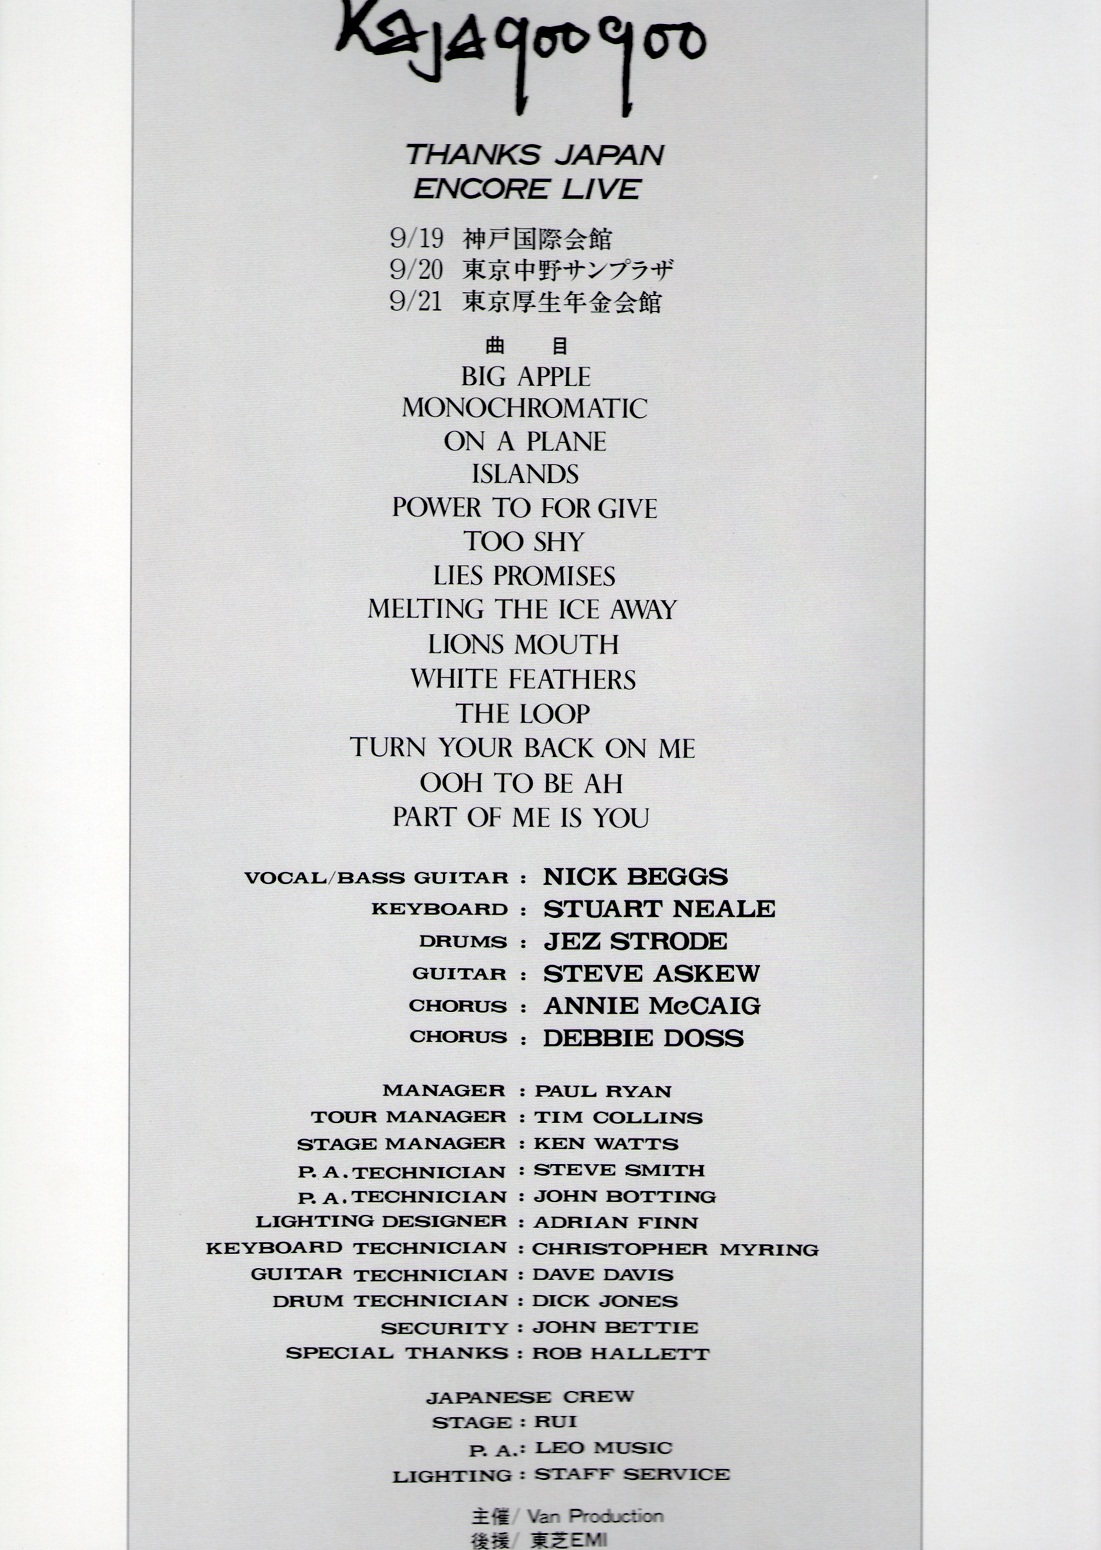 Kajagoogoo
THANKS JAPAN
ENCORE LIVE
9/19 神戸国際会館
9/20 東京中野サンプラザ
9/21 東京厚生年金会館
曲 目
BIG APPLE
MONOCHROMATIC
ON A PLANE
ISLANDS
POWER TO FOR GIVE
TOO SHY
LIES PROMISES
MELTING THE ICE AWAY
LIONS MOUTH
WHITE FEATHERS
THE LOOP
TURN YOUR BACK ON ME
OOH TO BE AH
PART OF ME IS YOU
VOCAL/BASS GUITAR : NICK BEGGS
KEYBOARD : STUART NEALE
DRUMS : JEZ STRODE
GUITAR : STEVE ASKEW
CHORUS : ANNIE McCAIG
CHORUS : DEBBIE DOSS
MANAGER : PAUL RYAN
TOUR MANAGER : TIM COLLINS
STAGE MANAGER : KEN WATTS
P. A. TECHNICIAN : STEVE SMITH
P. A. TECHNICIAN : JOHN BOTTING
LIGHTING DESIGNER : ADRIAN FINN
KEYBOARD TECHNICIAN : CHRISTOPHER MYRING
GUITAR TECHNICIAN : DAVE DAVIS
DRUM TECHNICIAN : DICK JONES
SECURITY : JOHN BETTIE
SPECIAL THANKS : ROB HALLETT
JAPANESE CREW
STAGE : RUI
P. A. : LEO MUSIC
LIGHTING : STAFF SERVICE
主催/ Van Production
後援/ 東芝EMI